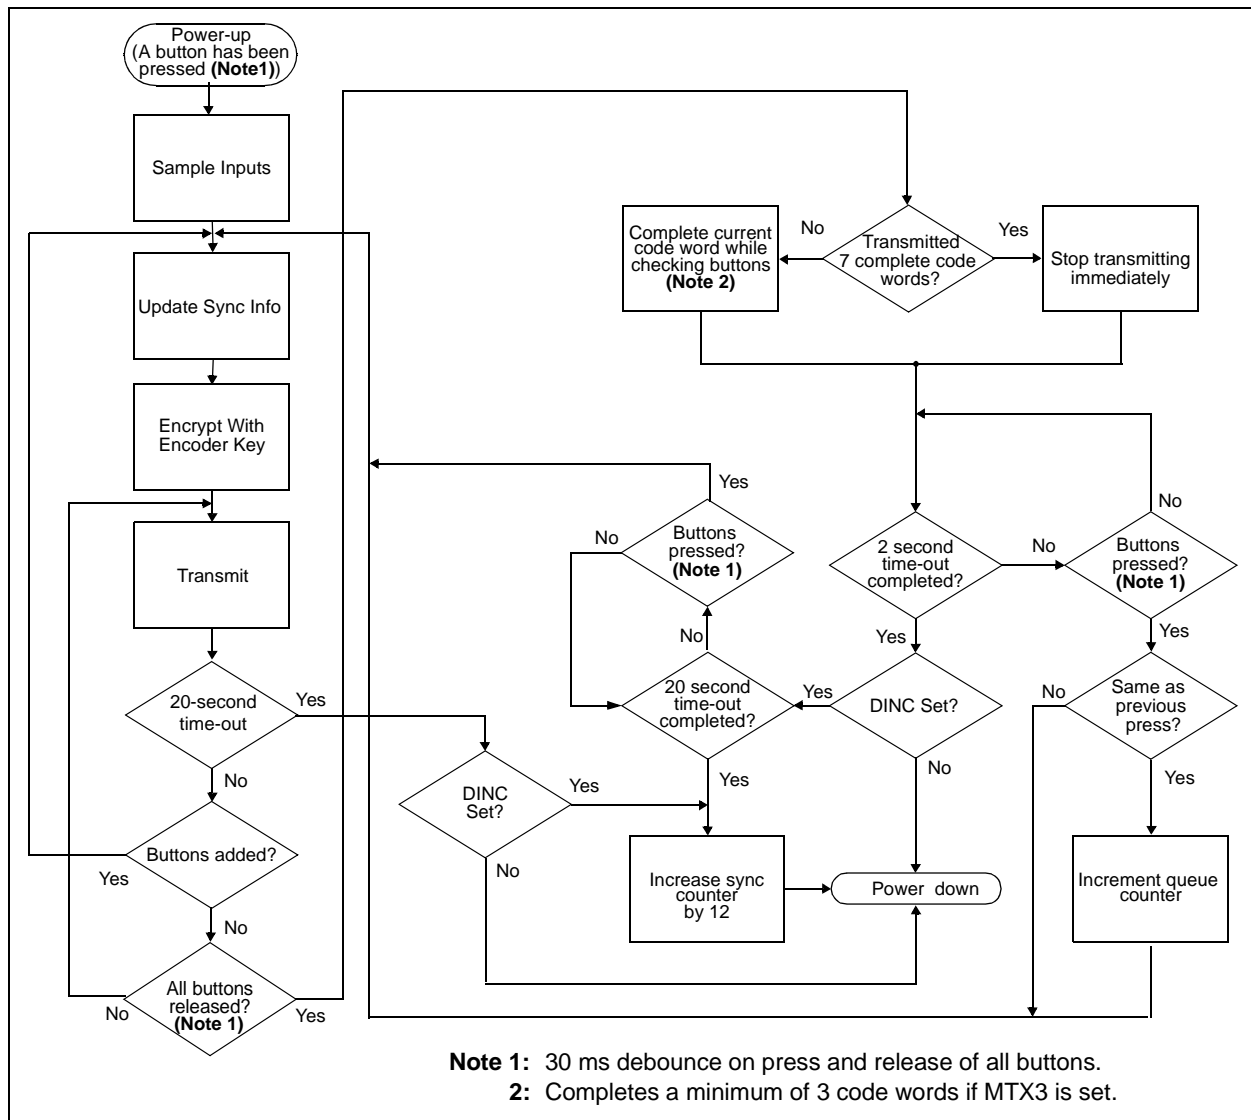 Power-up
(A button has been
pressed (Note1))
Sample Inputs
Update Sync Info
Encrypt With
Encoder Key
Transmit
20-second
time-out
Yes
No
Buttons added?
Yes
No
All buttons
released?
(Note 1)
No
Yes
DINC
Set?
Yes
No
Transmitted
7 complete code
words?
No
Yes
Complete current
code word while
checking buttons
(Note 2)
Stop transmitting
immediately
2 second
time-out
completed?
No
Yes
Buttons
pressed?
(Note 1)
No
Yes
Same as
previous
press?
No
Yes
Increment queue
counter
DINC Set?
Yes
No
20 second
time-out
completed?
No
Yes
Buttons
pressed?
(Note 1)
No
Yes
Increase sync
counter
by 12
Power down
Note 1: 30 ms debounce on press and release of all buttons.
2: Completes a minimum of 3 code words if MTX3 is set.